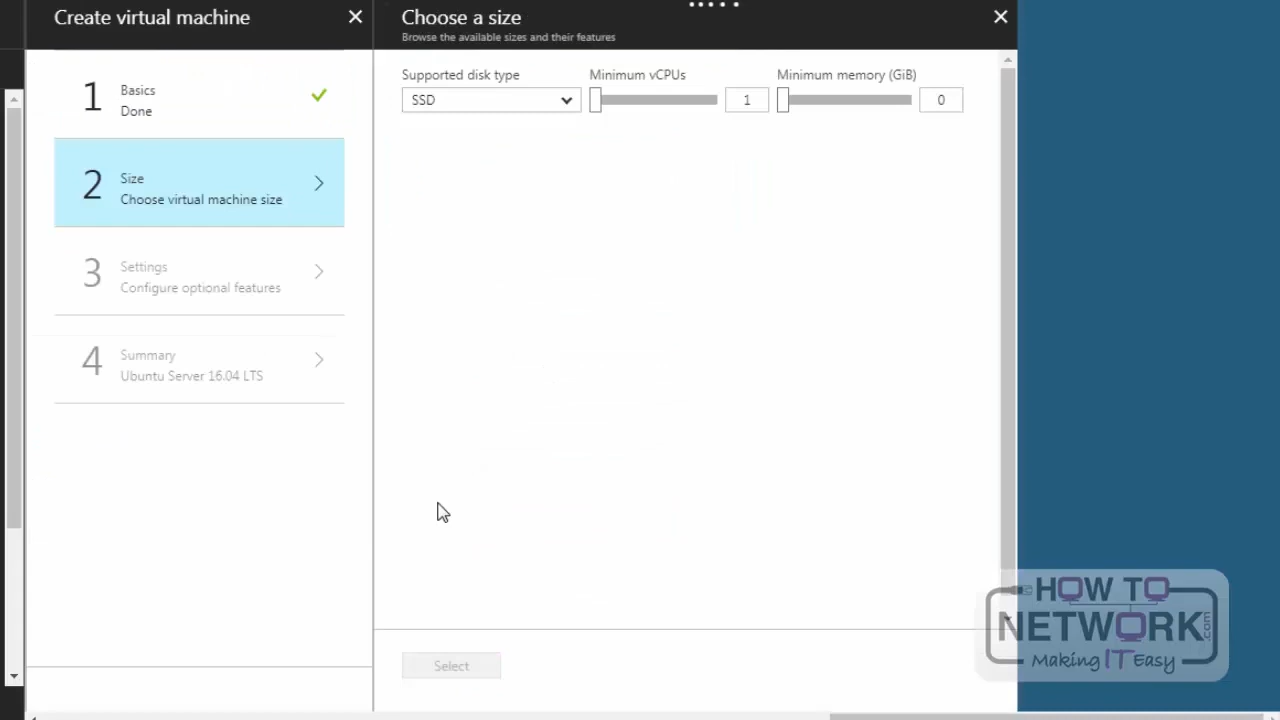 Create virtual machine
Choose a size
Browse the available sizes and their features
1
Basics
Done
2
Size
Choose virtual machine size
3
Settings
Configure optional features
4
Summary
Ubuntu Server 16.04 LTS
Supported disk type
Minimum vCPUs
Minimum memory (GiB)
SSD
1
0
Select
HOW TO
NETWORK.com
Making IT Easy